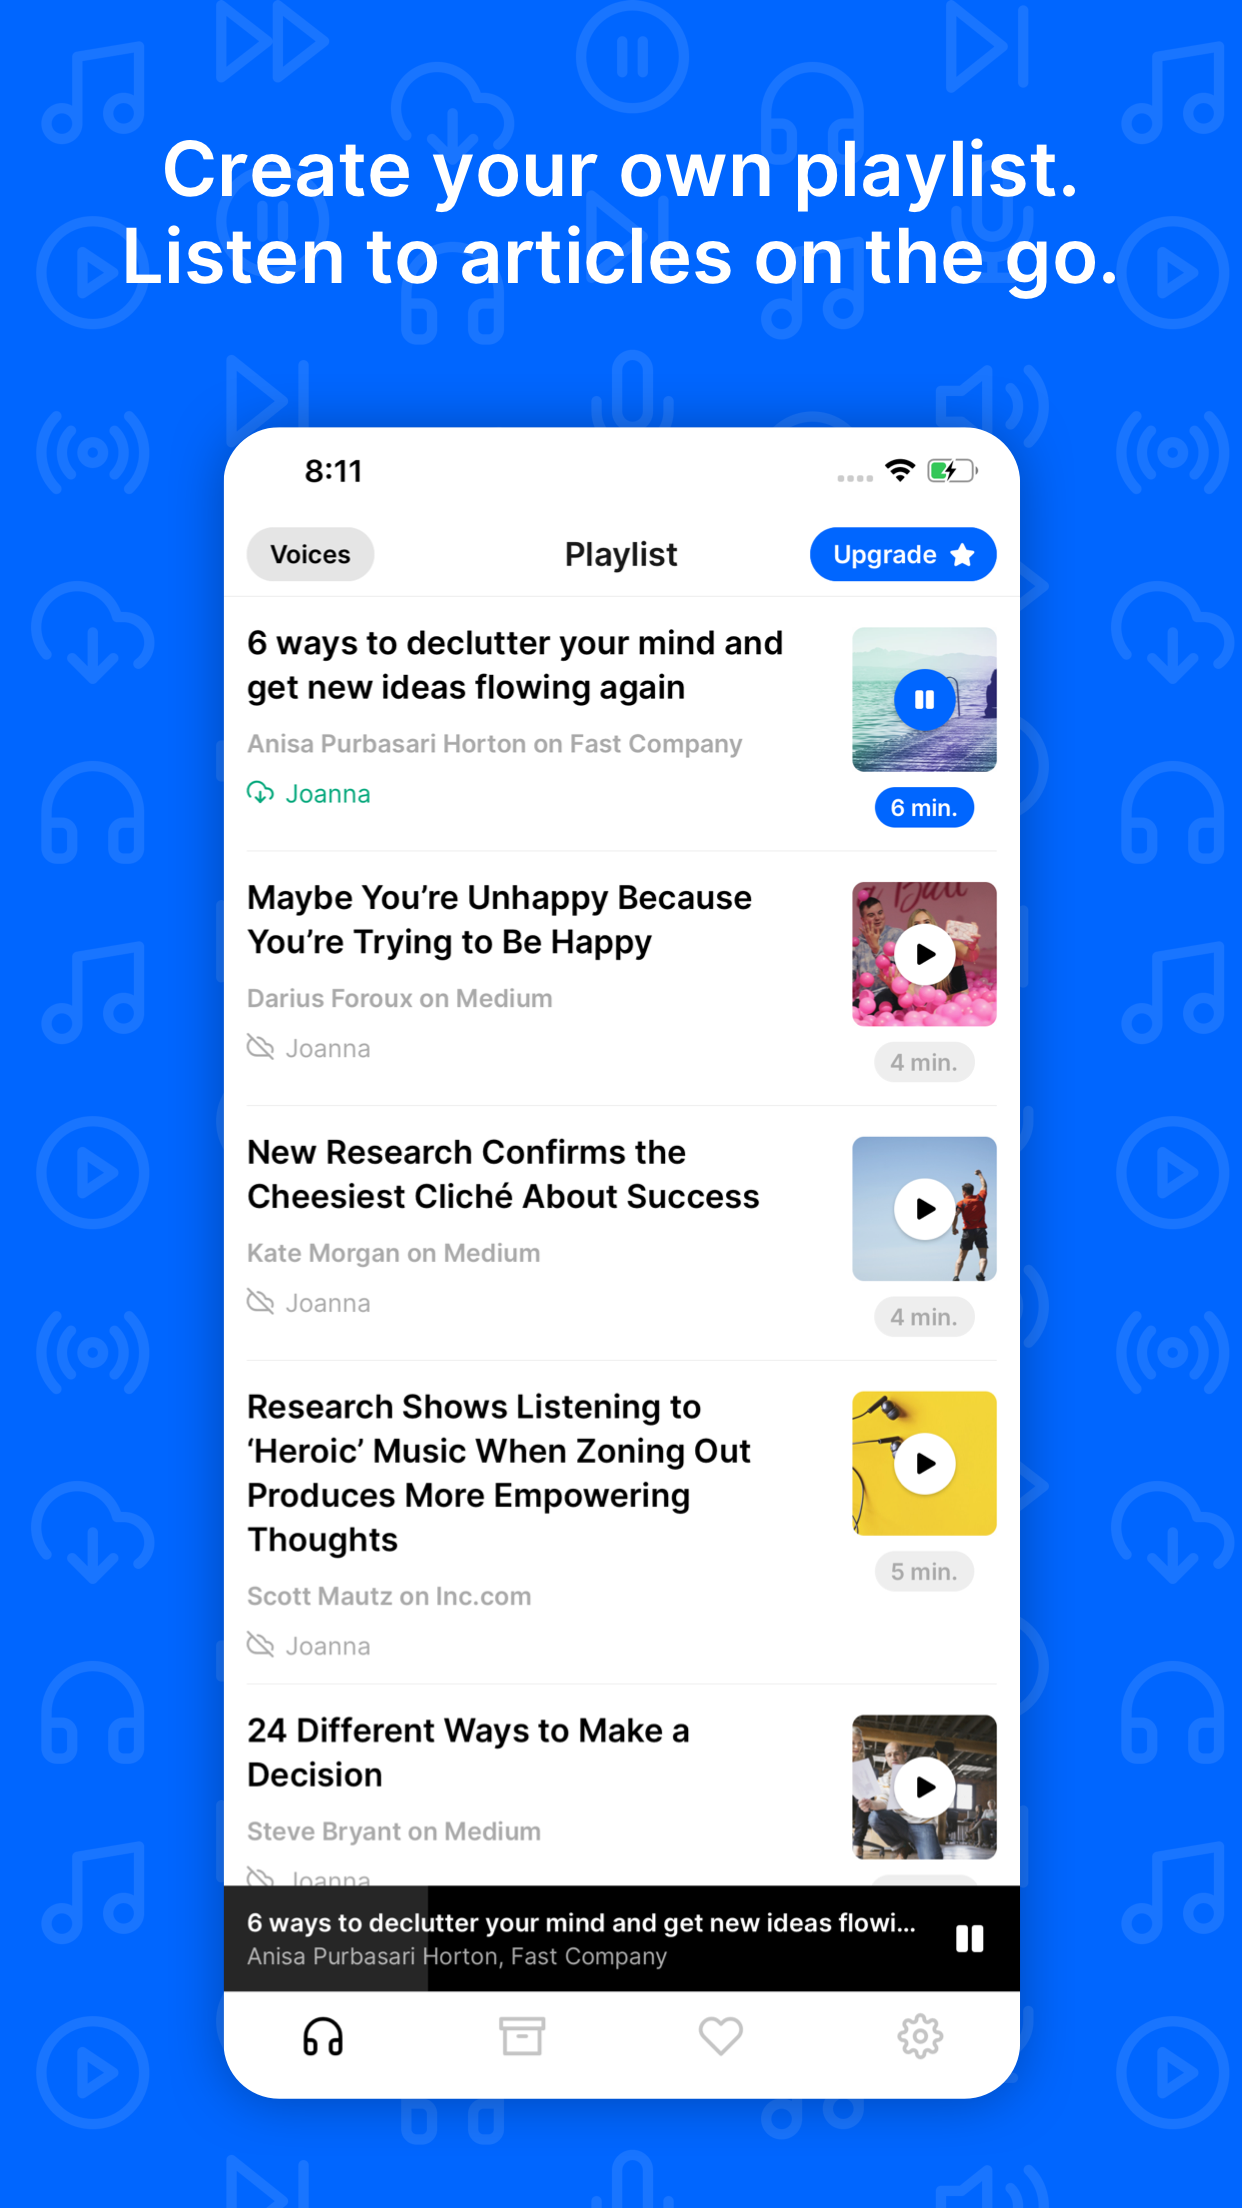 Create your own playlist.
Listen to articles on the go.
8:11
Voices
Playlist
Upgrade
6 ways to declutter your mind and
get new ideas flowing again
Anisa Purbasari Horton on Fast Company
Joanna
6 min.
Maybe You’re Unhappy Because
You’re Trying to Be Happy
Darius Foroux on Medium
Joanna
4 min.
New Research Confirms the
Cheesiest Cliché About Success
Kate Morgan on Medium
Joanna
4 min.
Research Shows Listening to
‘Heroic’ Music When Zoning Out
Produces More Empowering
Thoughts
Scott Mautz on Inc.com
Joanna
5 min.
24 Different Ways to Make a
Decision
Steve Bryant on Medium
Joanna
6 ways to declutter your mind and get new ideas flowi...
Anisa Purbasari Horton, Fast Company